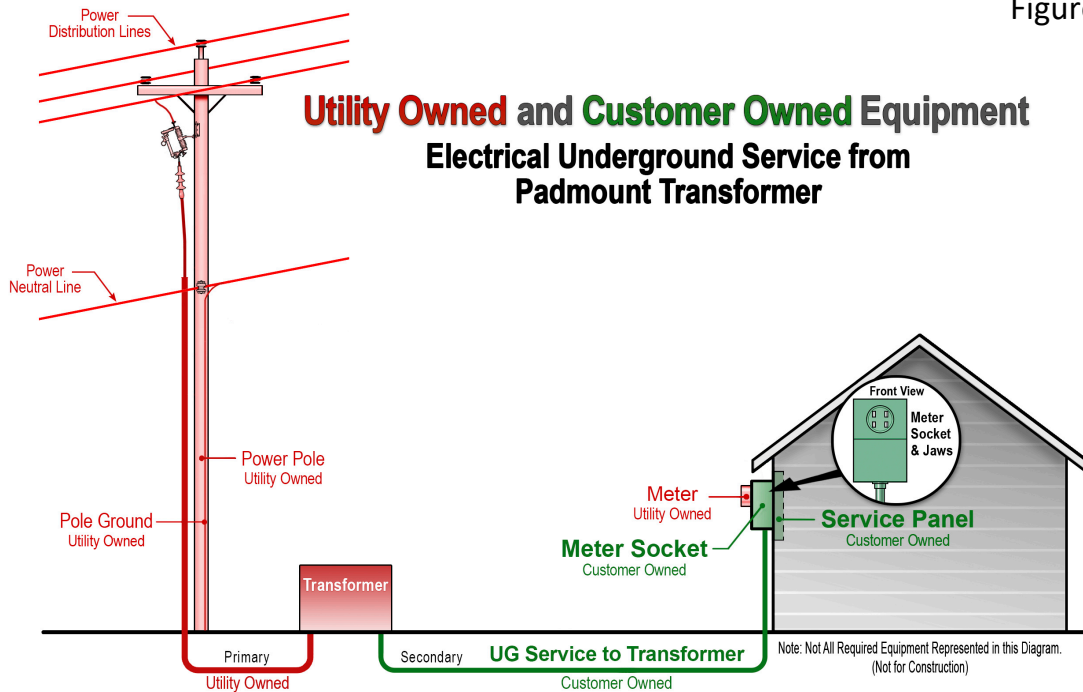 Figure
Power
Distribution Lines
Utility Owned and Customer Owned Equipment
Electrical Underground Service from
Padmount Transformer
Power
Neutral Line
Front View
Meter
Socket
& Jaws
Power Pole
Utility Owned
Pole Ground
Utility Owned
Meter
Utility Owned
Service Panel
Customer Owned
Meter Socket
Customer Owned
Transformer
Primary
Utility Owned
Secondary
UG Service to Transformer
Customer Owned
Note: Not All Required Equipment Represented in this Diagram.
(Not for Construction)